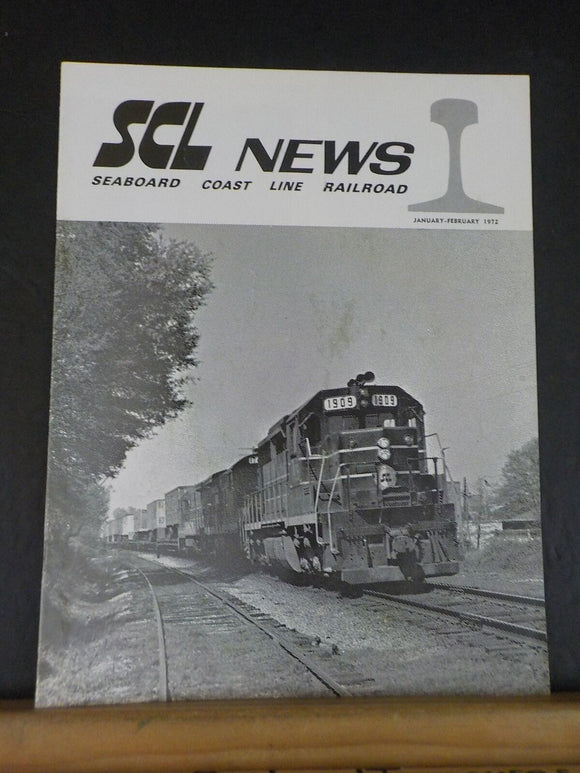 SCL NEWS
SEABOARD COAST LINE RAILROAD
JANUARY-FEBRUARY 1972
1909 1909